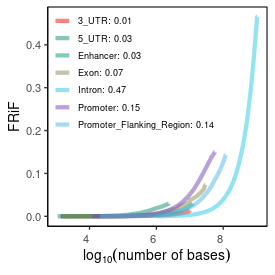 3_UTR: 0.01
5_UTR: 0.03
Enhancer: 0.03
Exon: 0.07
Intron: 0.47
Promoter: 0.15
Promoter_Flanking_Region: 0.14
FRiF
0.4
0.3
0.2
0.1
0.0
4 6 8
log10(number of bases)